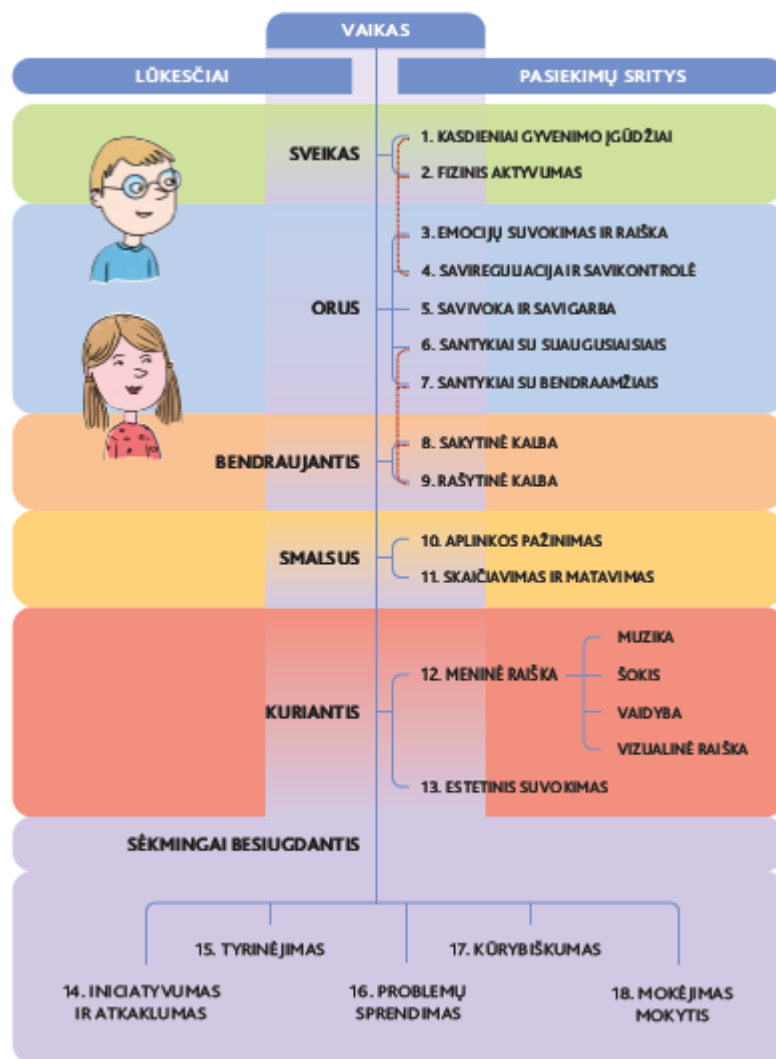 VAIKAS
LŪKESČIAI
PASIEKIMŲ SRITYS
SVEIKAS
1. KASDIENIAI GYVENIMO ĮGŪDŽIAI
2. FIZINIS AKTYVUMAS
ORUS
3. EMOCIJŲ SUVOKIMAS IR RAIŠKA
4. SAVIREGULIACIJA IR SAVIKONTROLĖ
5. SAVIVOKA IR SAVIGARBA
6. SANTYKIAI SU SUAUGUSIAISIAIS
7. SANTYKIAI SU BENDRAAMŽIAIS
BENDRAUJANTIS
8. SAKYTINĖ KALBA
9. RAŠYTINĖ KALBA
SMALSUS
10. APLINKOS PAŽINIMAS
11. SKAIČIAVIMAS IR MATAVIMAS
KURIANTIS
12. MENINĖ RAIŠKA
MUZIKA
ŠOKIS
VAIDYBA
VIZUALINĖ RAIŠKA
13. ESTETINIS SUVOKIMAS
SĖKMINGAI BESIUGDANTIS
14. INICIATYVUMAS
IR ATKAKLUMAS
15. TYRINĖJIMAS
16. PROBLEMŲ
SPRENDIMAS
17. KŪRYBIŠKUMAS
18. MOKĖJIMAS
MOKYTIS